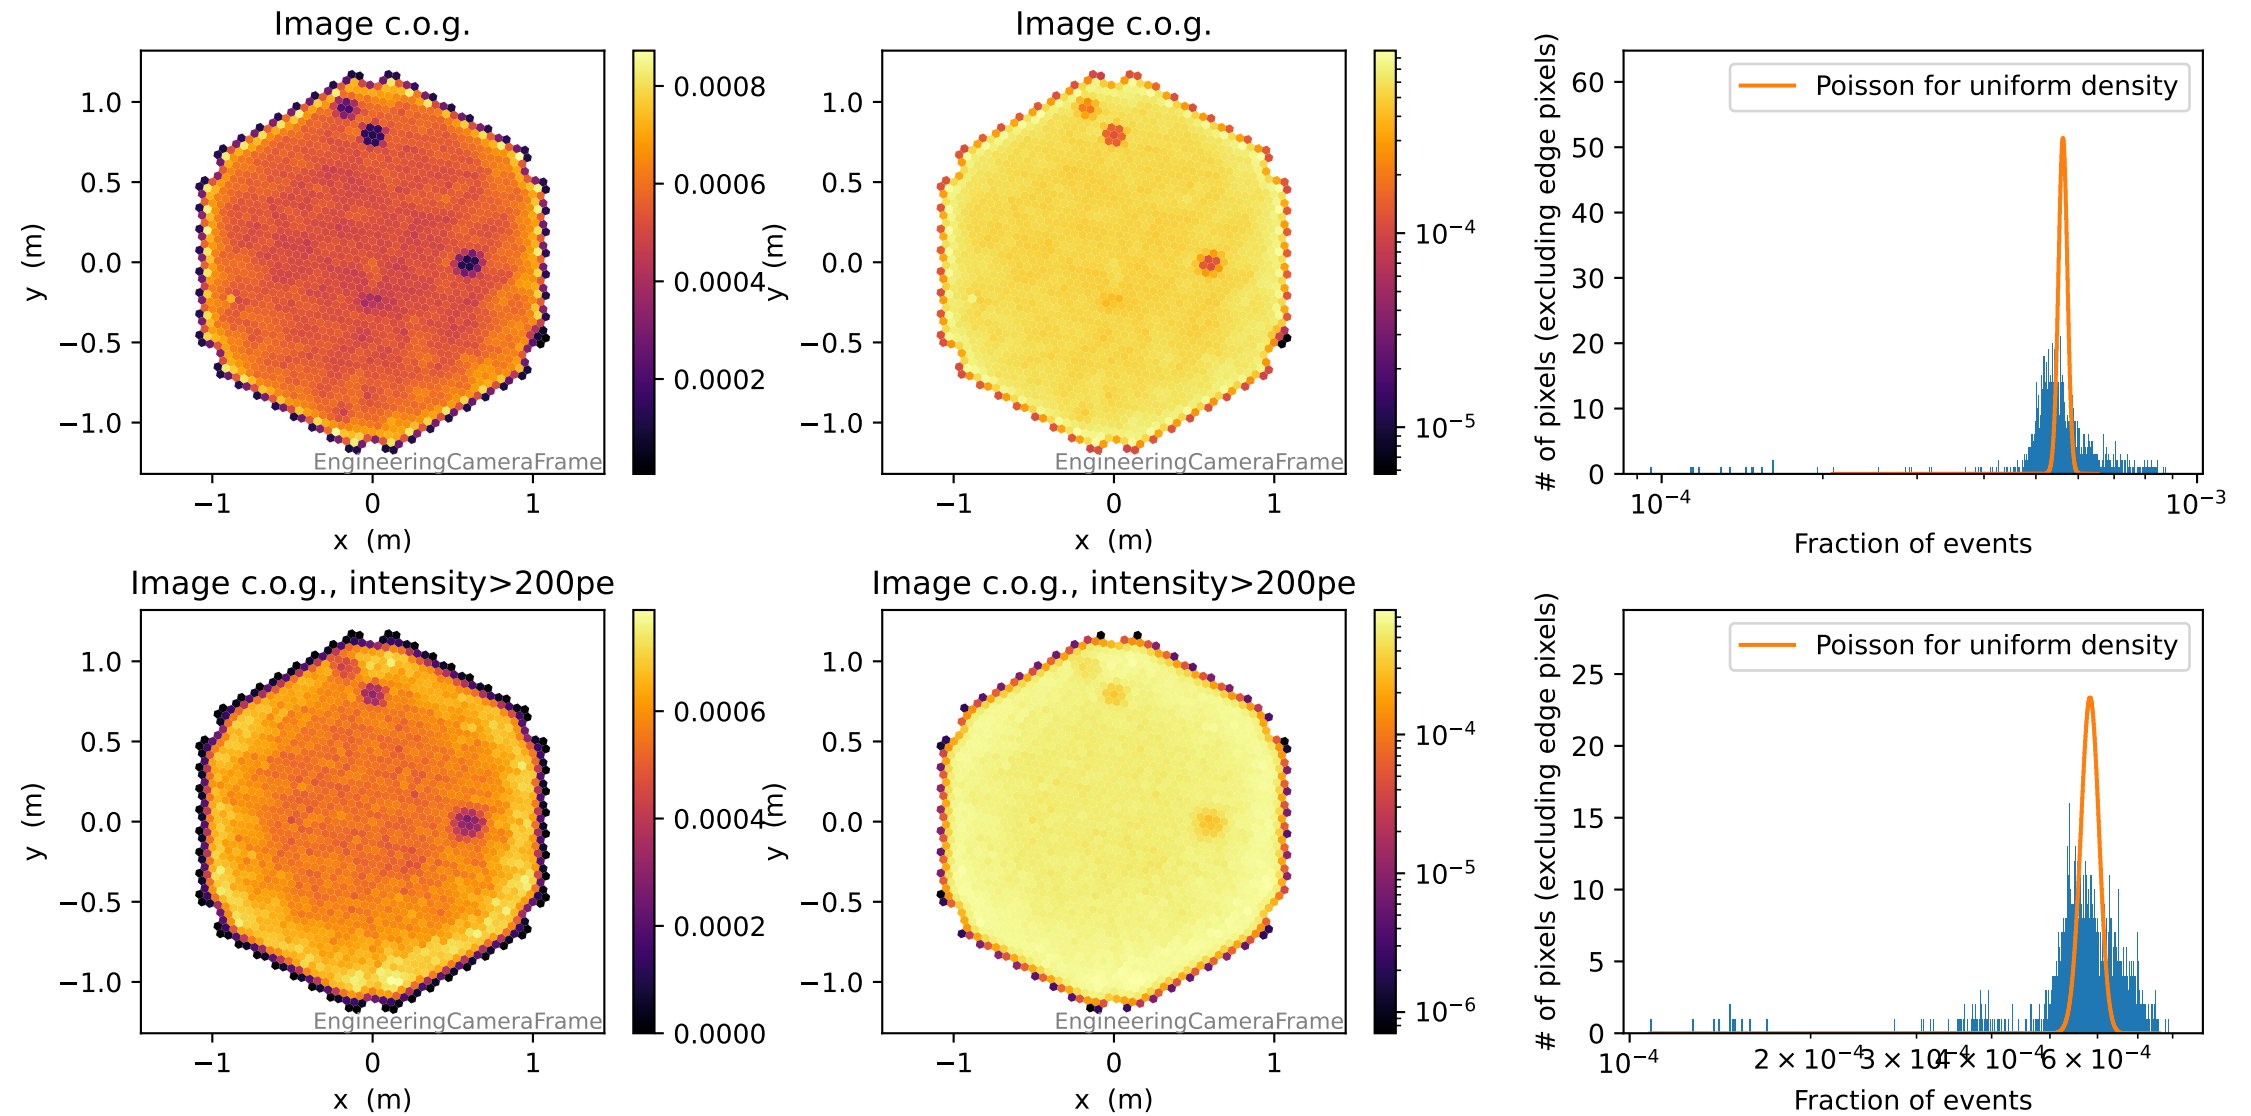 Image c.o.g.
1.0
0.5
0.0
−0.5
−1.0
y (m)
−1
0
1
x (m)
EngineeringCameraFrame
0.0008
0.0006
0.0004
0.0002
Image c.o.g.
1.0
0.5
0.0
−0.5
−1.0
y (m)
−1
0
1
x (m)
EngineeringCameraFrame
10⁻⁴
10⁻⁵
# of pixels (excluding edge pixels)
60
50
40
30
20
10
0
Poisson for uniform density
10⁻⁴
10⁻³
Fraction of events
Image c.o.g., intensity>200pe
1.0
0.5
0.0
−0.5
−1.0
y (m)
−1
0
1
x (m)
EngineeringCameraFrame
0.0006
0.0004
0.0002
0.0000
Image c.o.g., intensity>200pe
1.0
0.5
0.0
−0.5
−1.0
y (m)
−1
0
1
x (m)
EngineeringCameraFrame
10⁻⁴
10⁻⁵
10⁻⁶
# of pixels (excluding edge pixels)
25
20
15
10
5
0
Poisson for uniform density
10⁻⁴
2 × 10⁻⁴
3 × 10⁻⁴
4 × 10⁻⁴
6 × 10⁻⁴
Fraction of events